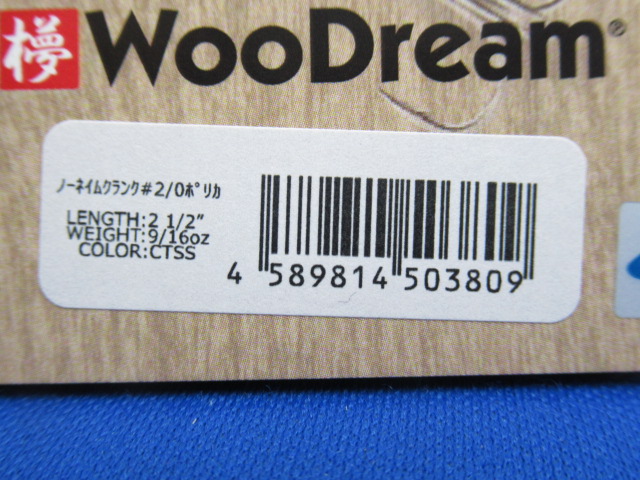 欅 WooDream®
ﾉｰﾈｲﾑｸﾗﾝｸ#2/0ﾎﾟﾘｶ
LENGTH:2 1/2”
WEIGHT:9/16oz
COLOR:CTSS
4 589814 503809